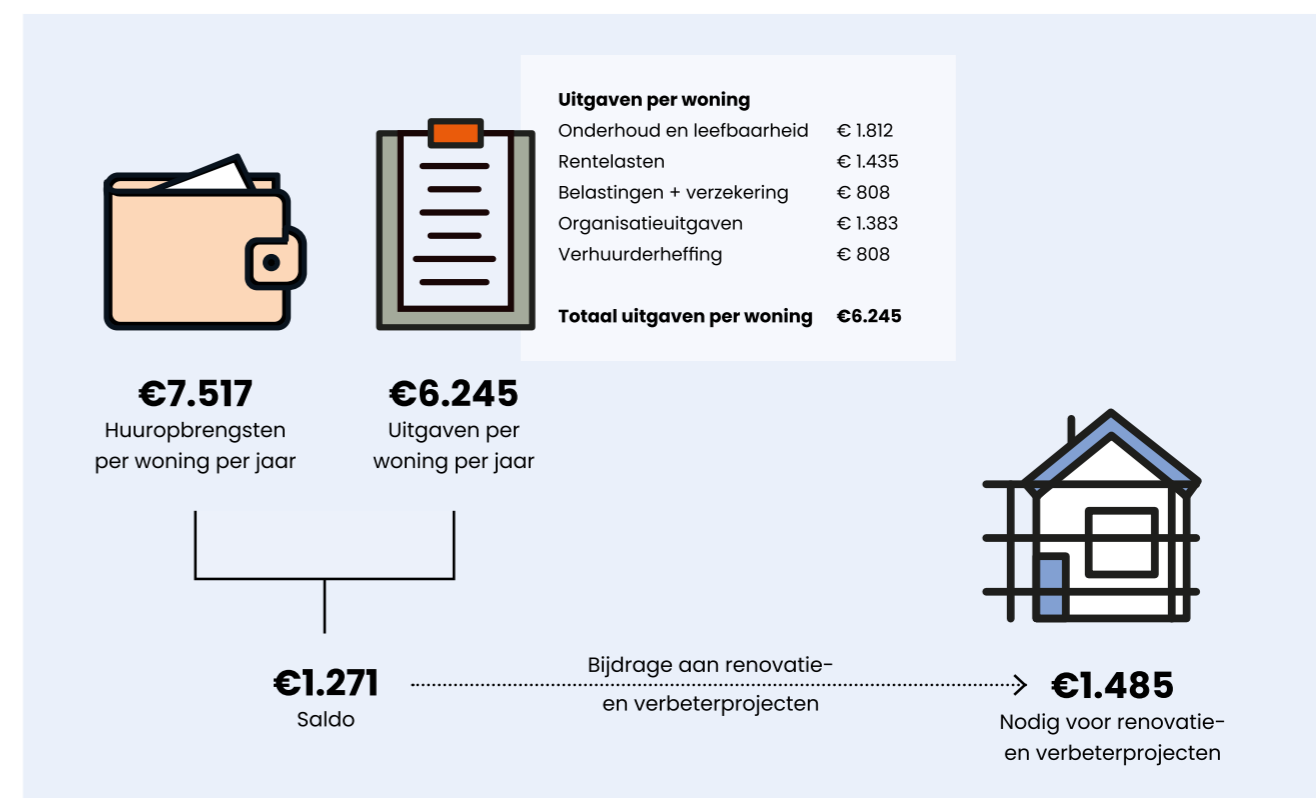 Uitgaven per woning
Onderhoud en leefbaarheid € 1.812
Rentelasten € 1.435
Belastingen + verzekering € 808
Organisatieuitgaven € 1.383
Verhuurderheffing € 808
Totaal uitgaven per woning €6.245
€7.517
Huuropbrengsten
per woning per jaar
€6.245
Uitgaven per
woning per jaar
€1.271
Saldo
Bijdrage aan renovatie-
en verbeterprojecten
€1.485
Nodig voor renovatie-
en verbeterprojecten